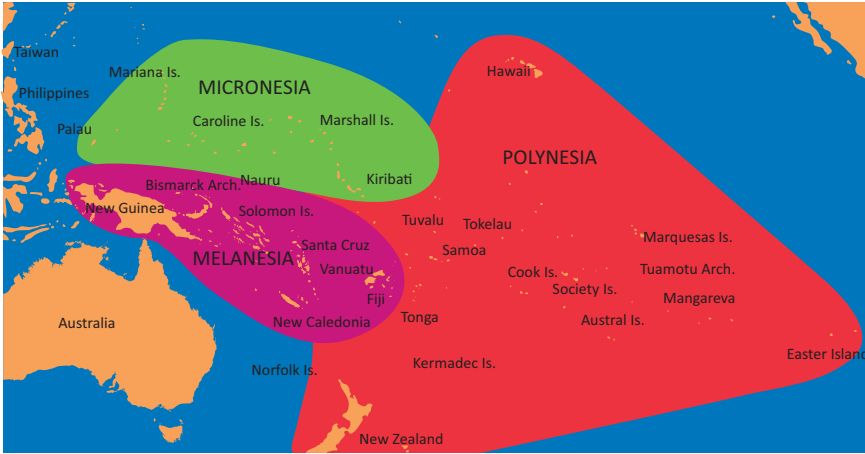 Taiwan
Mariana Is.
Hawaii
MICRONESIA
Philippines
Caroline Is.
Marshall Is.
Palau
POLYNESIA
Bismarck Arch.
Nauru
Kiribati
New Guinea
Solomon Is.
Tuvalu
Tokelau
Santa Cruz
Samoa
Marquesas Is.
MELANESIA
Vanuatu
Cook Is.
Tuamotu Arch.
Society Is.
Fiji
Mangareva
Australia
New Caledonia
Tonga
Austral Is.
Norfolk Is.
Kermadec Is.
Easter Island
New Zealand